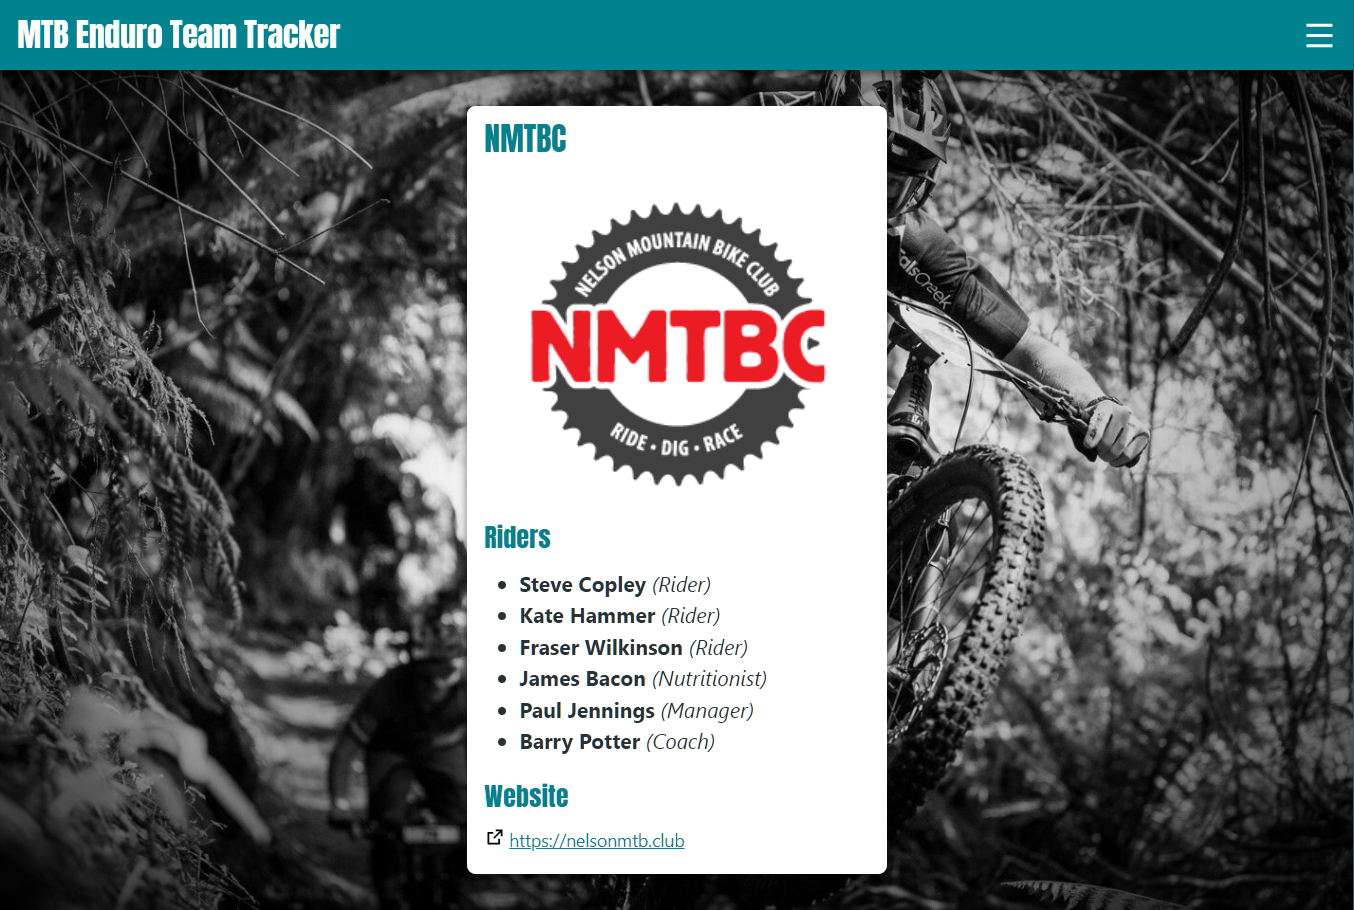 MTB Enduro Team Tracker
NMTBC
NELSON MOUNTAIN BIKE CLUB
NMTBC
RIDE • DIG • RACE
Riders
• Steve Copley (Rider)
• Kate Hammer (Rider)
• Fraser Wilkinson (Rider)
• James Bacon (Nutritionist)
• Paul Jennings (Manager)
• Barry Potter (Coach)
Website
https://nelsonmtb.club